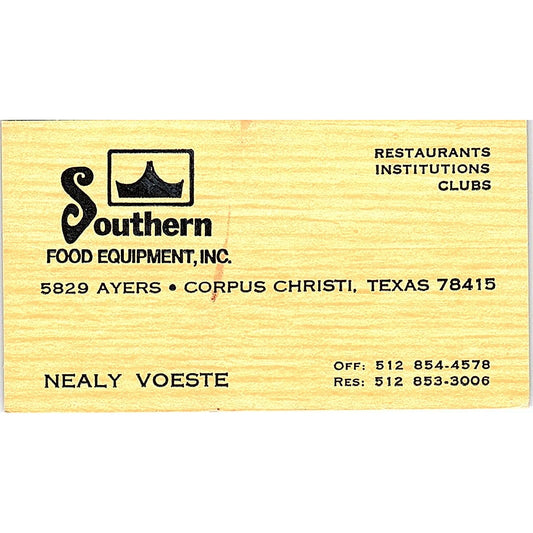 Southern
FOOD EQUIPMENT, INC.
RESTAURANTS
INSTITUTIONS
CLUBS
5829 AYERS • CORPUS CHRISTI, TEXAS 78415
NEALY VOESTE
OFF: 512 854-4578
RES: 512 853-3006